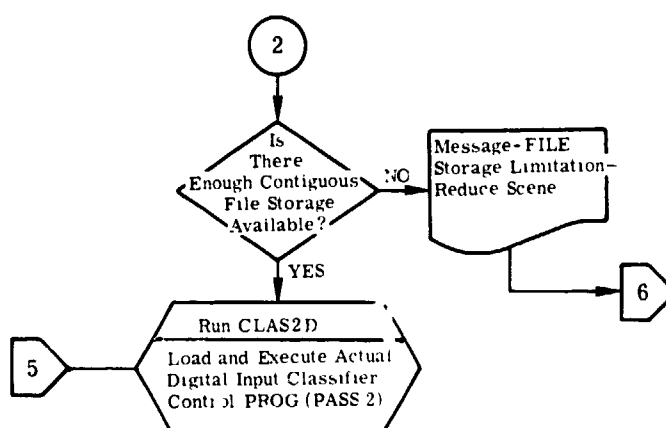 2
Is
There
Enough Contiguous
File Storage
Available?
NO
Message-FILE
Storage Limitation-
Reduce Scene
YES
6
Run CLAS2D
5
Load and Execute Actual
Digital Input Classifier
Control PROG (PASS 2)